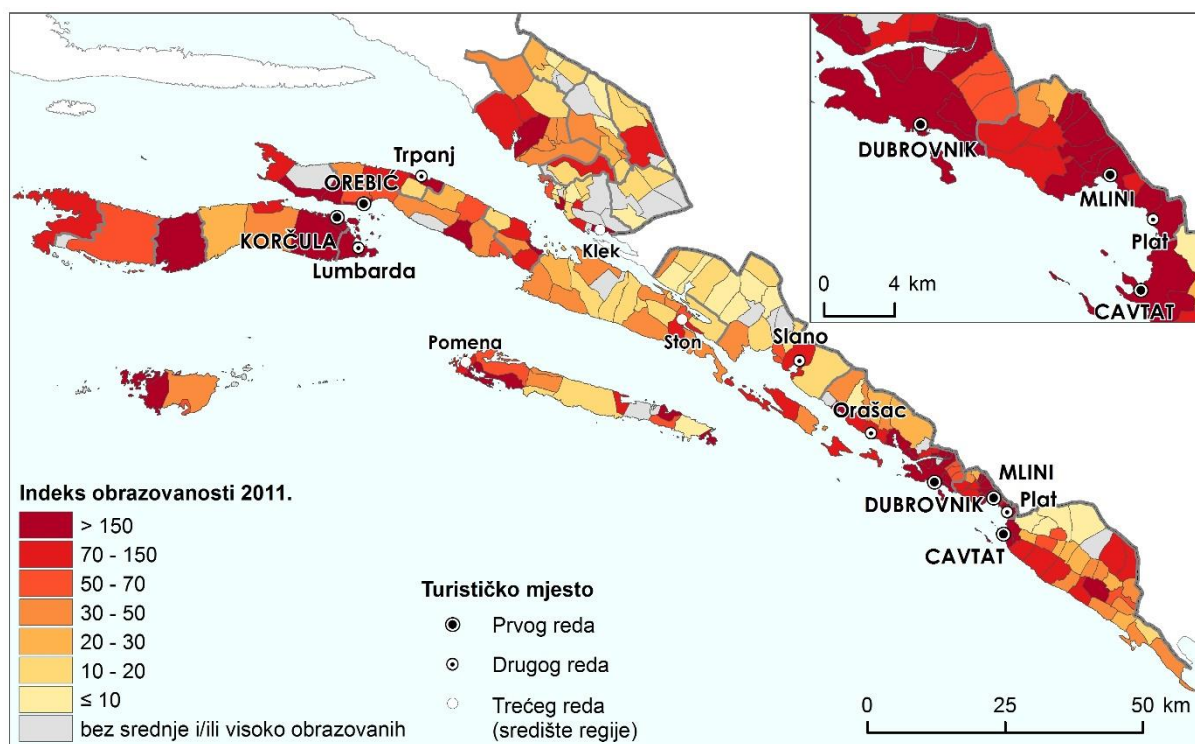 DUBROVNIK
MLINI
Plat
CAVTAT
0 4 km
Trpanj
OREBIĆ
KORČULA
Lumbarda
Klek
Pomena
Ston
Slano
Orašac
MLINI
DUBROVNIK
Plat
CAVTAT
Indeks obrazovanosti 2011.
> 150
70 - 150
50 - 70
30 - 50
20 - 30
10 - 20
≤ 10
bez srednje i/ili visoko obrazovanih
Turističko mjesto
Prvog reda
Drugog reda
Trećeg reda
(središte regije)
0 25 50 km